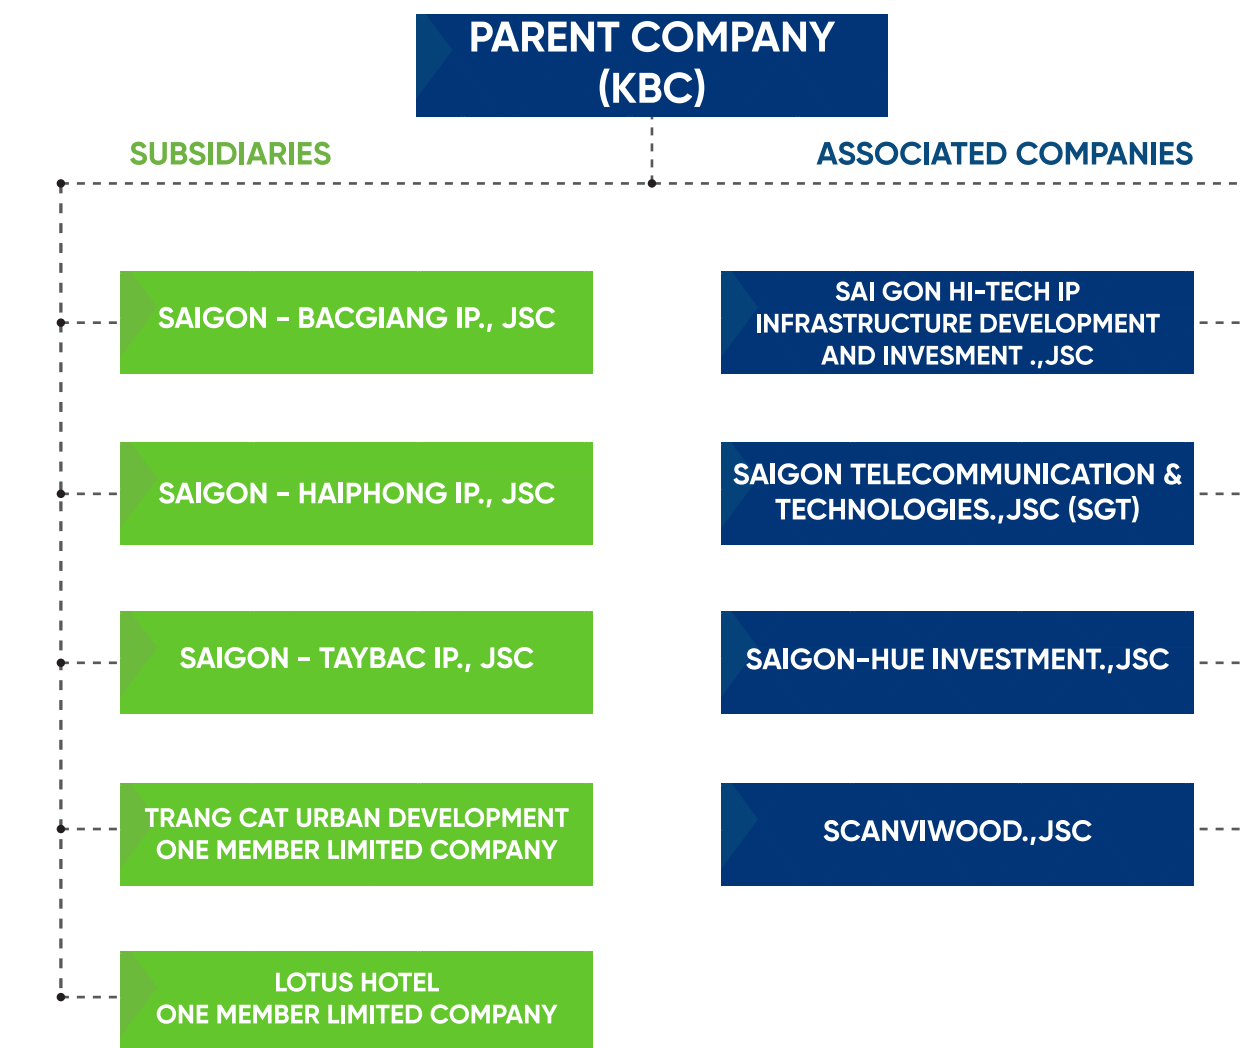 PARENT COMPANY
(KBC)
SUBSIDIARIES
ASSOCIATED COMPANIES
SAIGON - BACGIANG IP., JSC
SAIGON - HAIPHONG IP., JSC
SAIGON - TAYBAC IP., JSC
TRANG CAT URBAN DEVELOPMENT
ONE MEMBER LIMITED COMPANY
LOTUS HOTEL
ONE MEMBER LIMITED COMPANY
SAI GON HI-TECH IP
INFRASTRUCTURE DEVELOPMENT
AND INVESMENT .,JSC
SAIGON TELECOMMUNICATION &
TECHNOLOGIES.,JSC (SGT)
SAIGON-HUE INVESTMENT.,JSC
SCANVIWOOD.,JSC